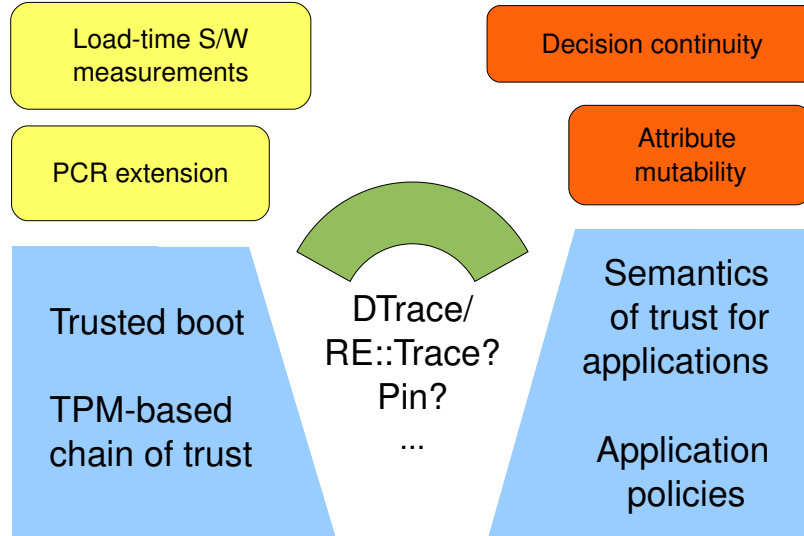 Load-time S/W
measurements
Decision continuity
PCR extension
Attribute
mutability
Trusted boot
TPM-based
chain of trust
DTrace/
RE::Trace?
Pin?
...
Semantics
of trust for
applications
Application
policies